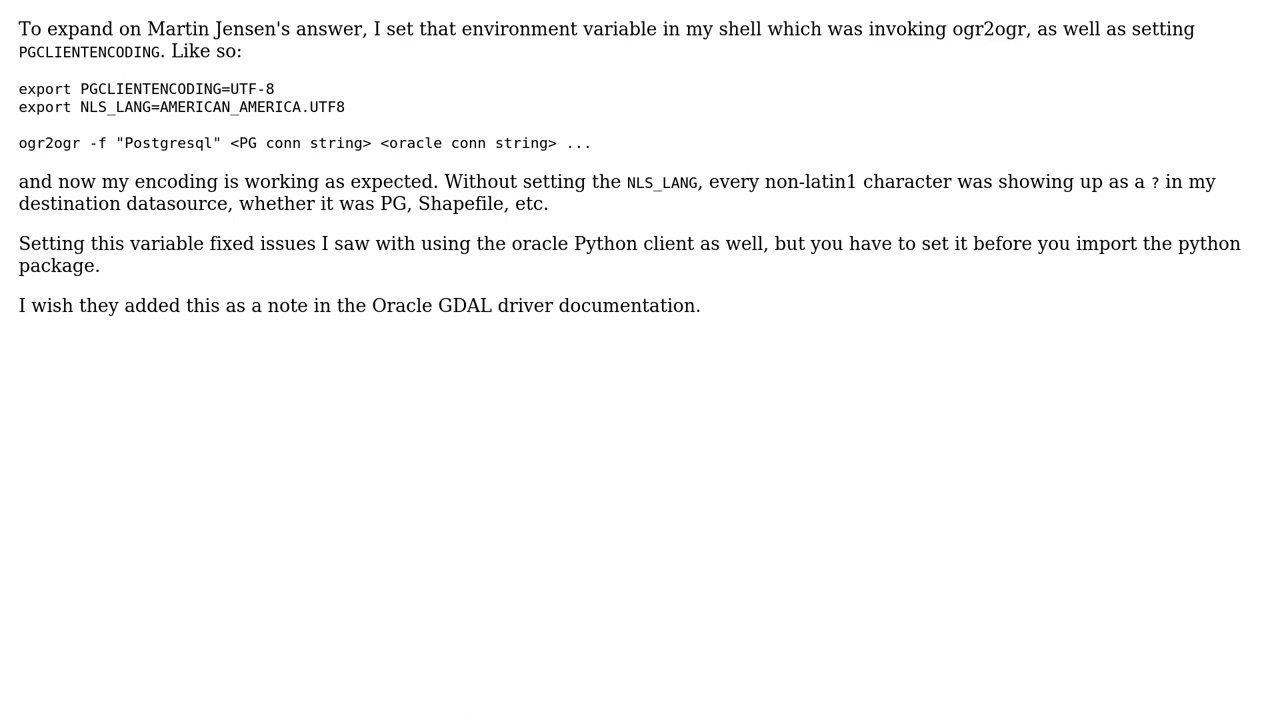 To expand on Martin Jensen's answer, I set that environment variable in my shell which was invoking ogr2ogr, as well as setting
PGCLIENTENCODING. Like so:
export PGCLIENTENCODING=UTF-8
export NLS_LANG=AMERICAN_AMERICA.UTF8
ogr2ogr -f "Postgresql" <PG conn string> <oracle conn string> ...
and now my encoding is working as expected. Without setting the NLS_LANG, every non-latin1 character was showing up as a ? in my
destination datasource, whether it was PG, Shapefile, etc.
Setting this variable fixed issues I saw with using the oracle Python client as well, but you have to set it before you import the python
package.
I wish they added this as a note in the Oracle GDAL driver documentation.